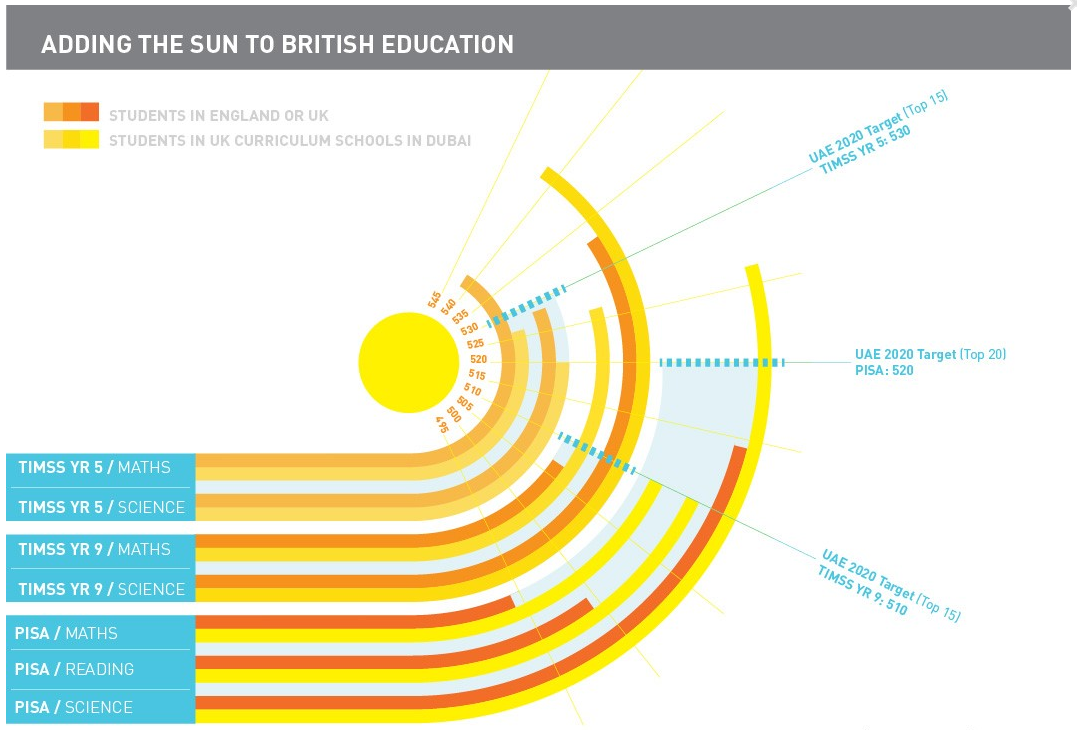 ADDING THE SUN TO BRITISH EDUCATION
STUDENTS IN ENGLAND OR UK
STUDENTS IN UK CURRICULUM SCHOOLS IN DUBAI
UAE 2020 Target (Top 15)
TIMSS YR 5: 530
545
540
535
530
525
520
515
510
505
500
495
UAE 2020 Target (Top 20)
PISA: 520
TIMSS YR 5 / MATHS
TIMSS YR 5 / SCIENCE
TIMSS YR 9 / MATHS
TIMSS YR 9 / SCIENCE
UAE 2020 Target (Top 15)
TIMSS YR 9: 510
PISA / MATHS
PISA / READING
PISA / SCIENCE